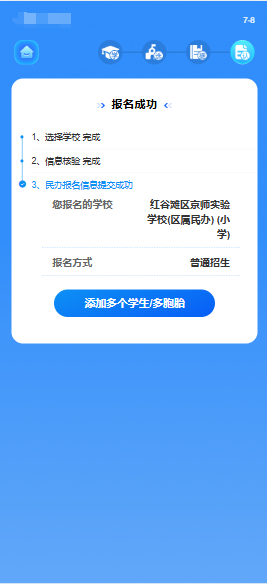 7-8
报名成功
1、选择学校 完成
2、信息核验 完成
3、民办报名信息提交成功
您报名的学校
红谷滩区京师实验
学校(区属民办) (小
学)
报名方式
普通招生
添加多个学生/多胞胎